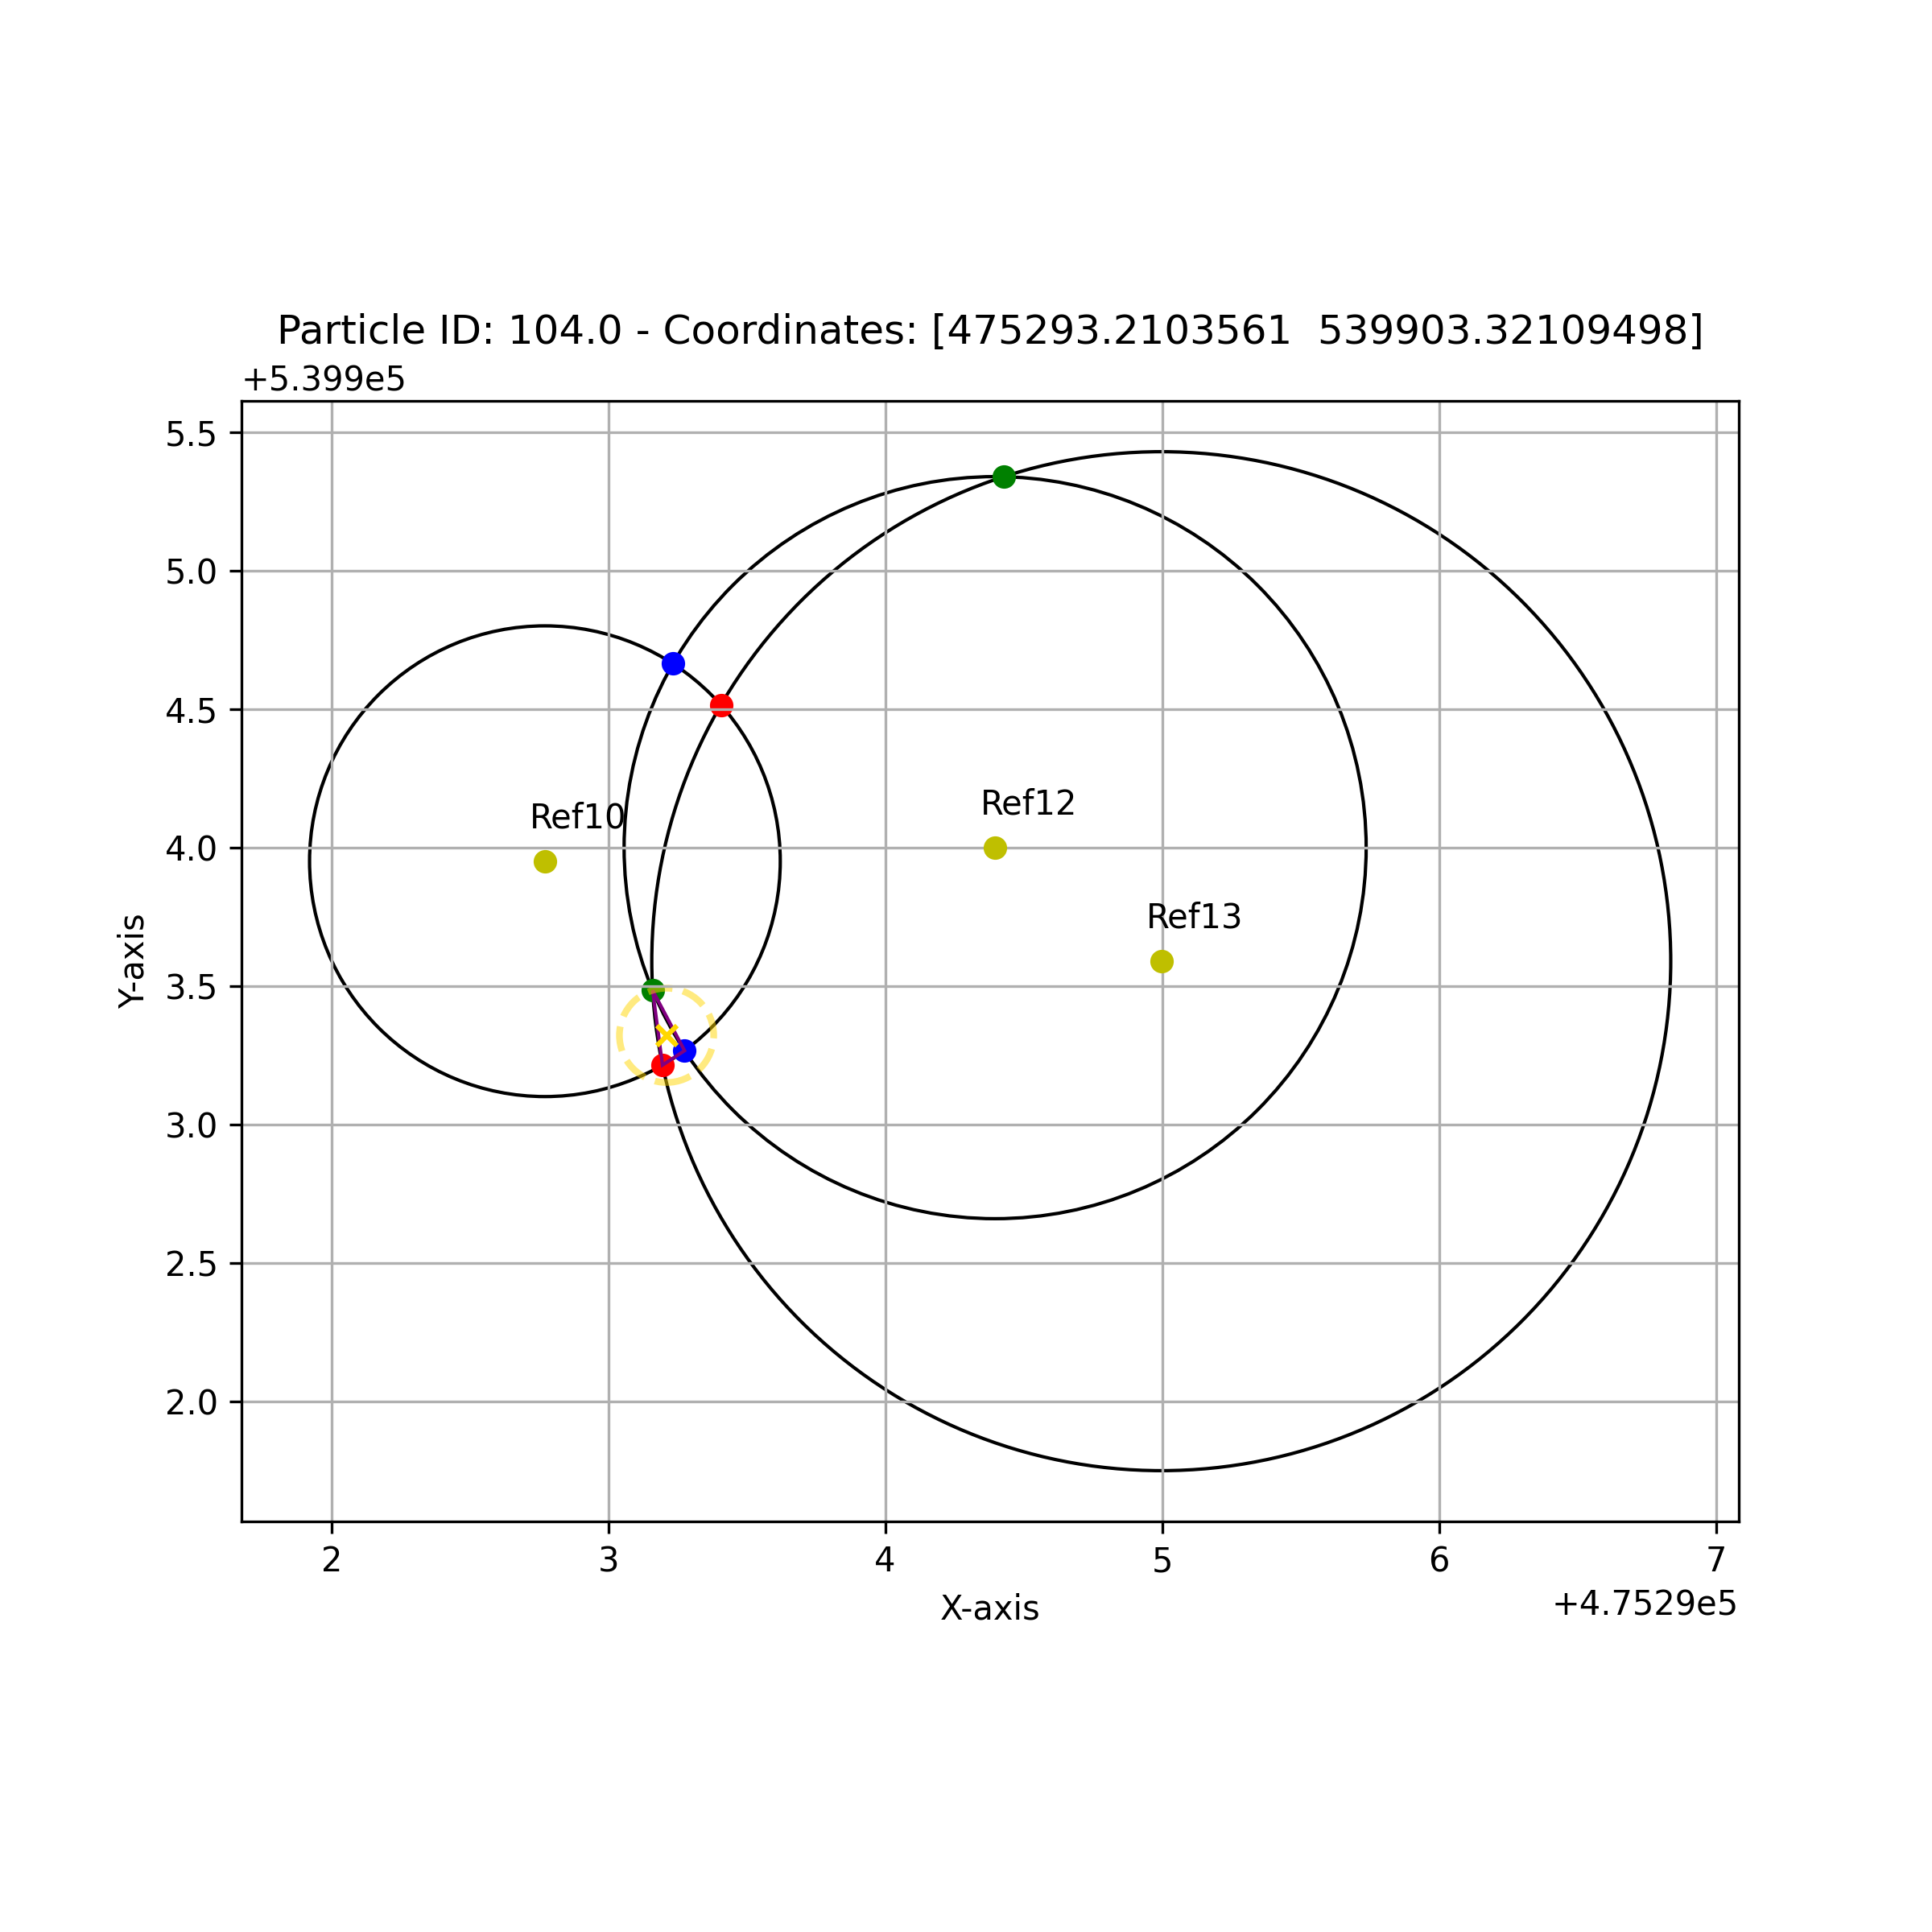 Particle ID: 104.0 - Coordinates: [475293.2103561  539903.32109498]
+5.399e5
5.5
5.0
4.5
4.0
3.5
3.0
2.5
2.0
Y-axis
Ref10
Ref12
Ref13
2 3 4 5 6 7
X-axis
+4.7529e5